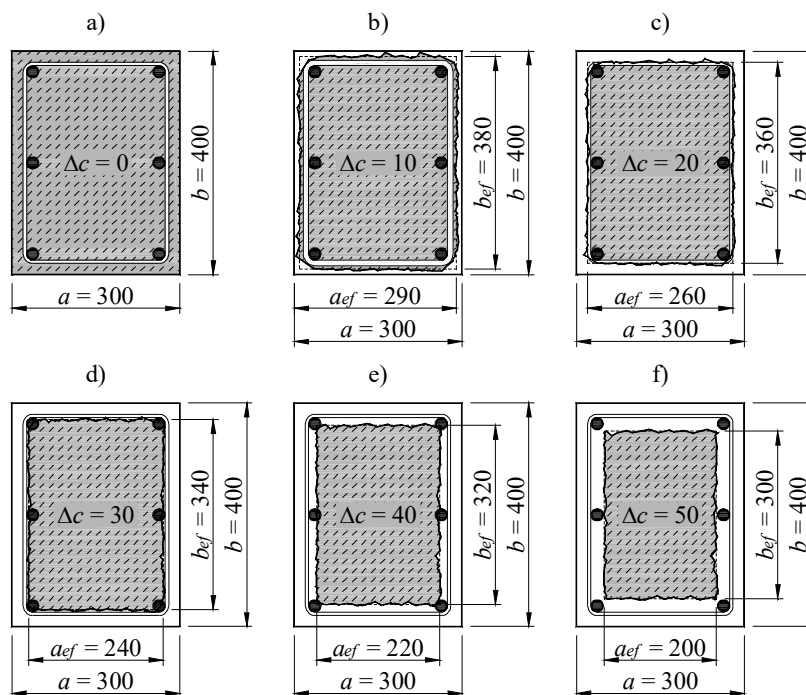 a)
b)
c)
Δc = 0
b = 400
a = 300
Δc = 10
bef = 380
b = 400
aef = 290
a = 300
Δc = 20
bef = 360
b = 400
aef = 260
a = 300
d)
e)
f)
Δc = 30
bef = 340
b = 400
aef = 240
a = 300
Δc = 40
bef = 320
b = 400
aef = 220
a = 300
Δc = 50
bef = 300
b = 400
aef = 200
a = 300